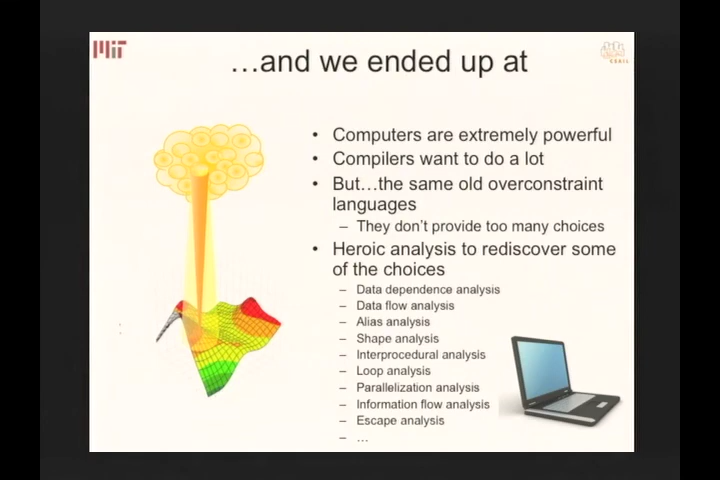 MIT
CSAIL
…and we ended up at
• Computers are extremely powerful
• Compilers want to do a lot
• But…the same old overconstraint
languages
– They don't provide too many choices
• Heroic analysis to rediscover some
of the choices
– Data dependence analysis
– Data flow analysis
– Alias analysis
– Shape analysis
– Interprocedural analysis
– Loop analysis
– Parallelization analysis
– Information flow analysis
– Escape analysis
– …